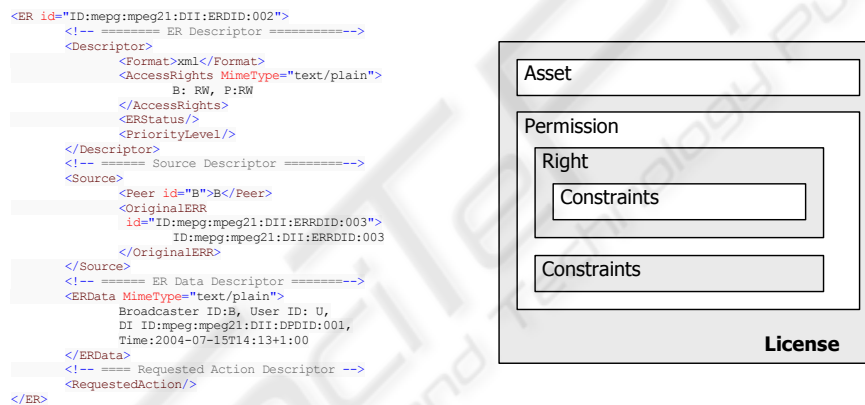 <ER id="ID:mepg:mpeg21:DII:ERDID:002">
<!-- ======== ER Descriptor ==========-->
<Descriptor>
<Format>xml</Format>
<AccessRights MimeType="text/plain">
B: RW, P:RW
</AccessRights>
<ERStatus/>
<PriorityLevel/>
</Descriptor>
<!-- ====== Source Descriptor ========-->
<Source>
<Peer id="B">B</Peer>
<OriginalERR
id="ID:mepg:mpeg21:DII:ERRDID:003">
ID:mepg:mpeg21:DII:ERRDID:003
</OriginalERR>
</Source>
<!-- ====== ER Data Descriptor =======-->
<ERData MimeType="text/plain">
Broadcaster ID:B, User ID: U,
DI ID:mpeg:mpeg21:DII:DPDID:001,
Time:2004-07-15T14:13+1:00
</ERData>
<!-- ==== Requested Action Descriptor -->
<RequestedAction/>
</ER>
Asset
Permission
Right
Constraints
Constraints
License